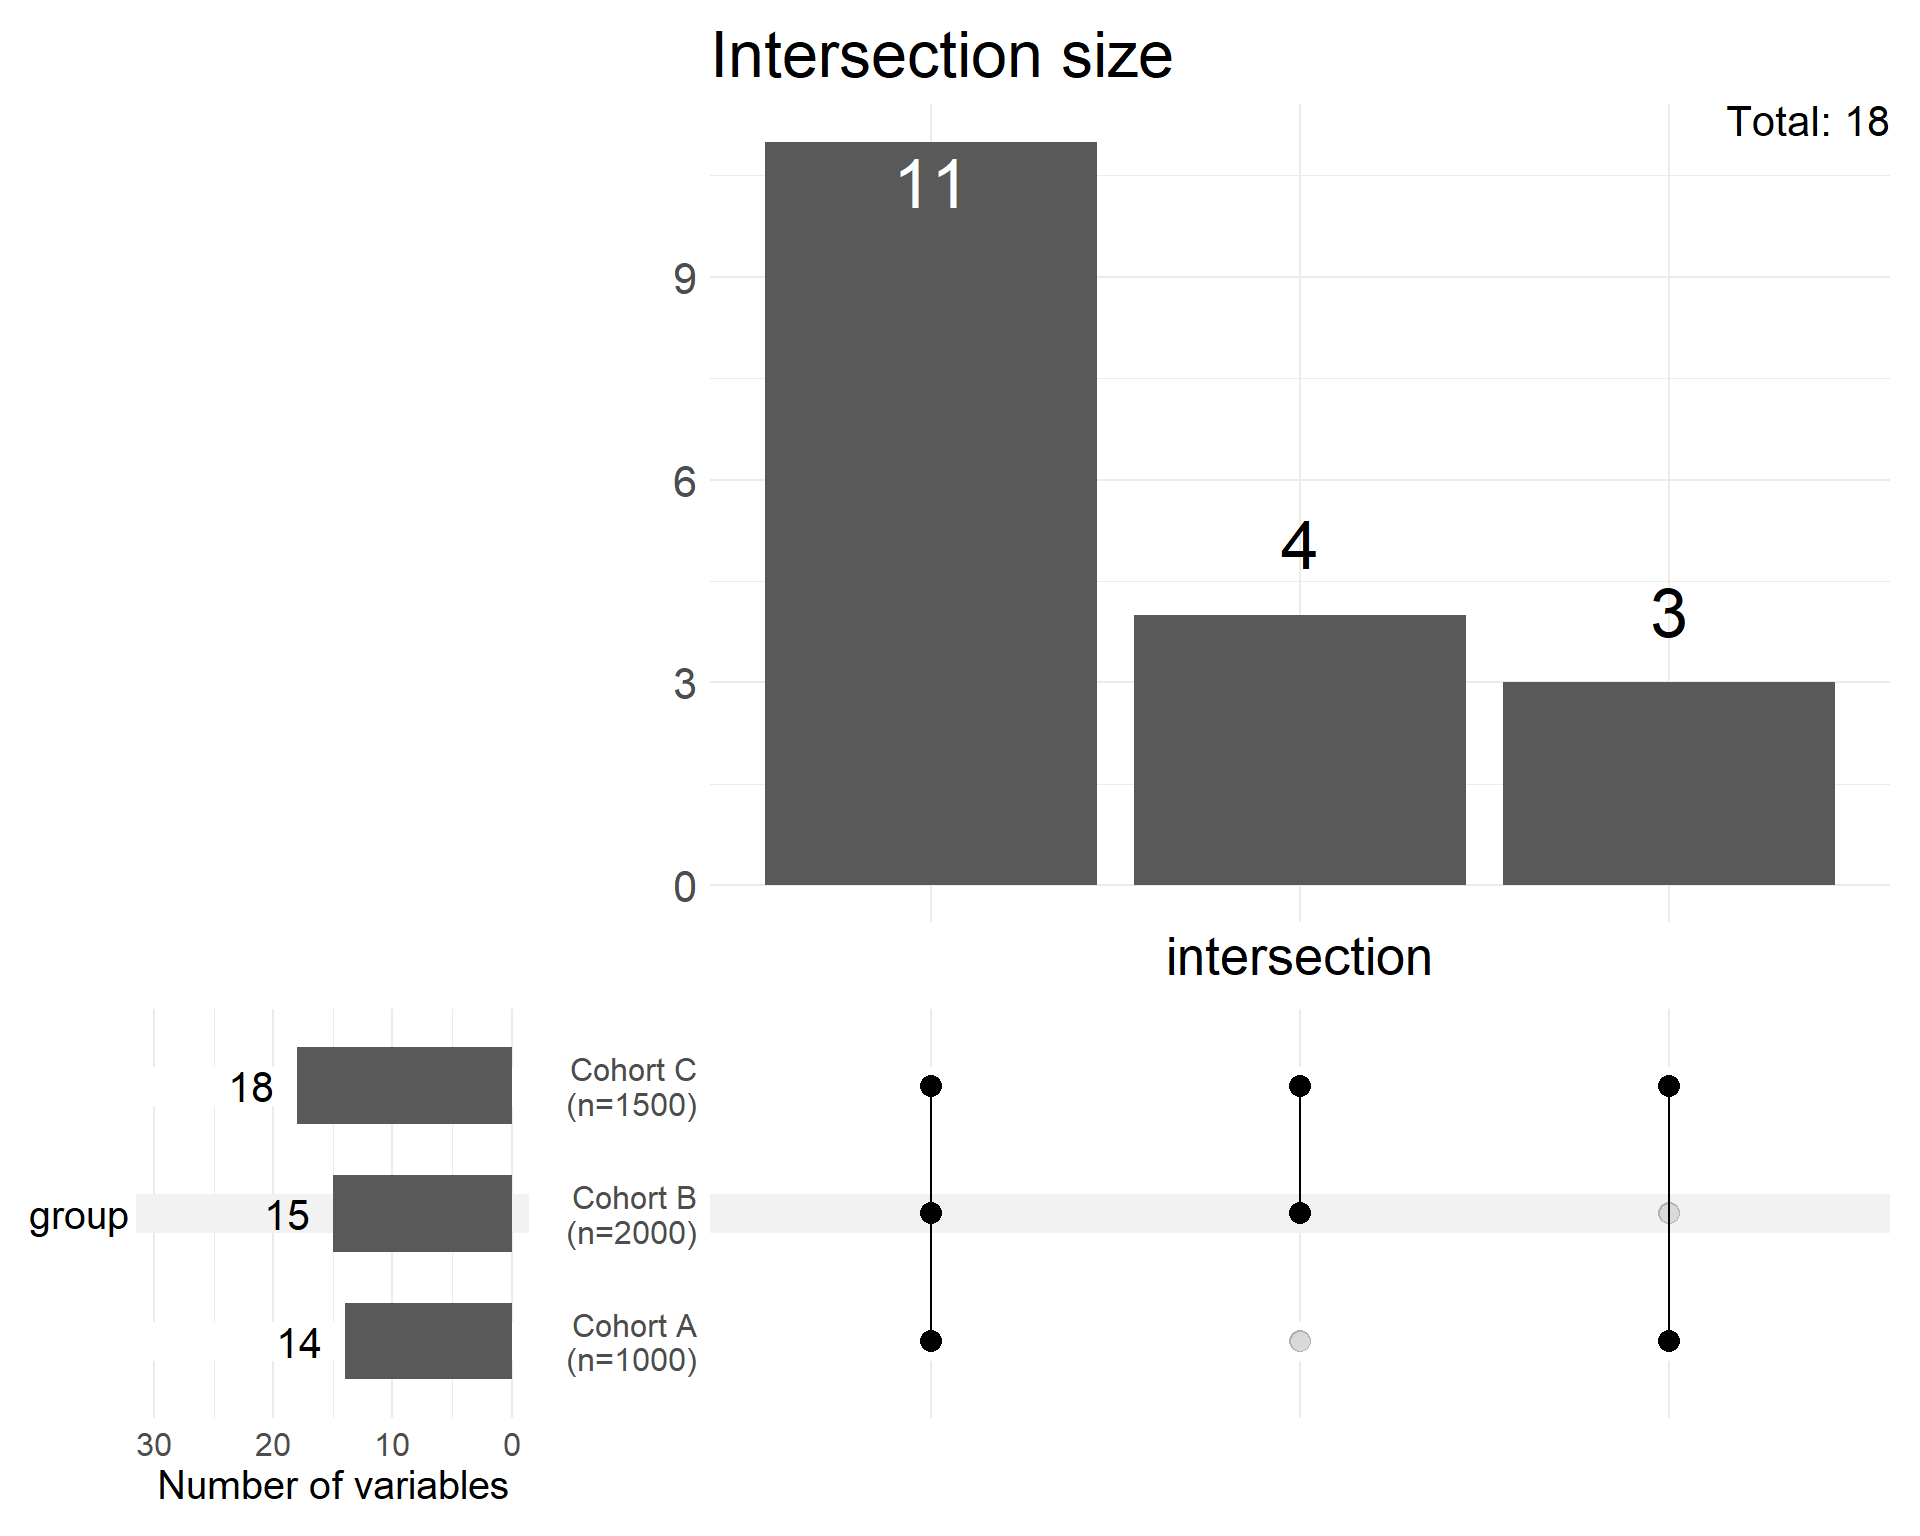 Intersection size
Total: 18
11
9
6
4
3
3
0
intersection
18
Cohort C
(n=1500)
group
15
Cohort B
(n=2000)
14
Cohort A
(n=1000)
30 20 10 0
Number of variables